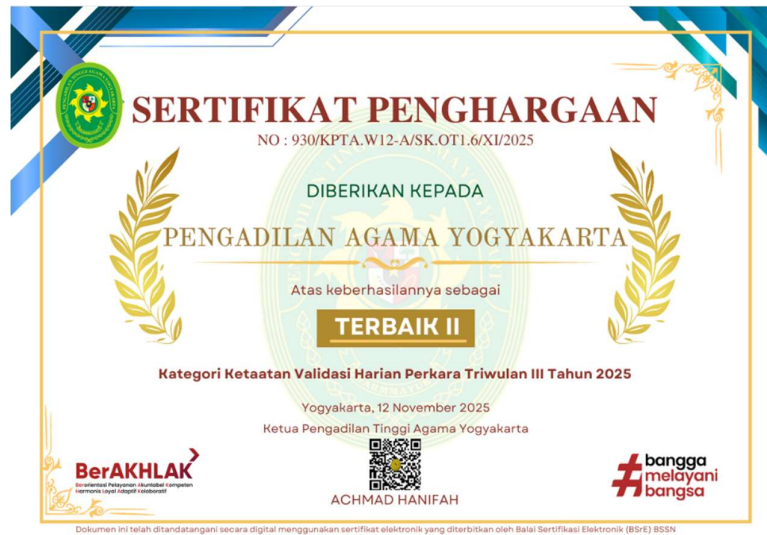 SERTIFIKAT PENGHARGAAN
NO : 930/KPTA.W12-A/SK.OT1.6/XI/2025
DIBERIKAN KEPADA
PENGADILAN AGAMA YOGYAKARTA
Atas keberhasilannya sebagai
TERBAIK II
Kategori Ketaatan Validasi Harian Perkara Triwulan III Tahun 2025
Yogyakarta, 12 November 2025
Ketua Pengadilan Tinggi Agama Yogyakarta
ACHMAD HANIFAH
BerAKHLAK
Berorientasi Pelayanan Akuntabel Kompeten
Harmonis Loyal Adaptif Kolaboratif
#bangga
melayani
bangsa
Dokumen ini telah ditandatangani secara digital menggunakan sertifikat elektronik yang diterbitkan oleh Balai Sertifikasi Elektronik (BSrE) BSSN